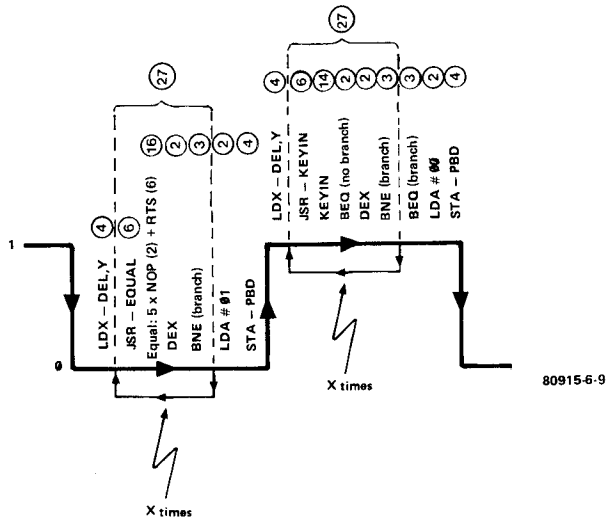 27
4
LDX – DEL,Y
6
JSR – EQUAL
16
Equal: 5 x NOP (2) + RTS (6)
2
DEX
3
BNE (branch)
2
LDA # 01
4
STA – PBD
27
4
LDX – DEL,Y
6
JSR – KEYIN
14
KEYIN
2
BEQ (no branch)
2
DEX
3
BNE (branch)
3
BEQ (branch)
2
LDA # 00
4
STA – PBD
1
0
X times
X times
80915-6-9